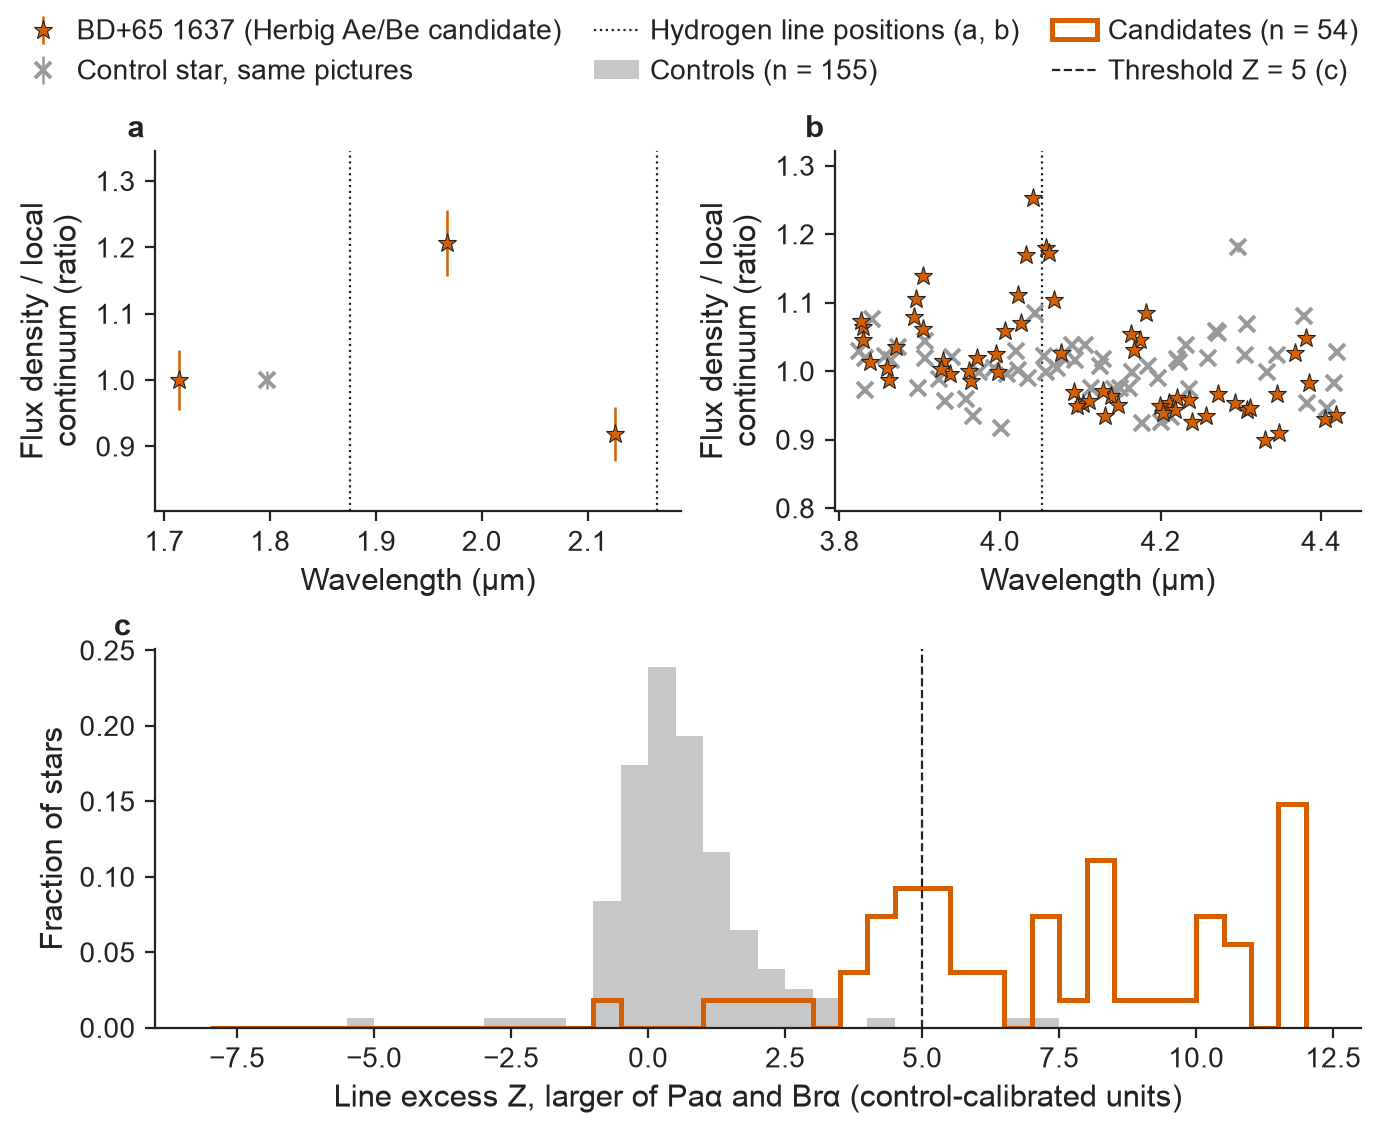 BD+65 1637 (Herbig Ae/Be candidate)
Control star, same pictures
Hydrogen line positions (a, b)
Controls (n = 155)
Candidates (n = 54)
Threshold Z = 5 (c)
a
1.3
1.2
1.1
1.0
0.9
Flux density / local
continuum (ratio)
1.7 1.8 1.9 2.0 2.1
Wavelength (µm)
b
1.3
1.2
1.1
1.0
0.9
0.8
Flux density / local
continuum (ratio)
3.8 4.0 4.2 4.4
Wavelength (µm)
c
0.25
0.20
0.15
0.10
0.05
0.00
Fraction of stars
−7.5 −5.0 −2.5 0.0 2.5 5.0 7.5 10.0 12.5
Line excess Z, larger of Paα and Brα (control-calibrated units)